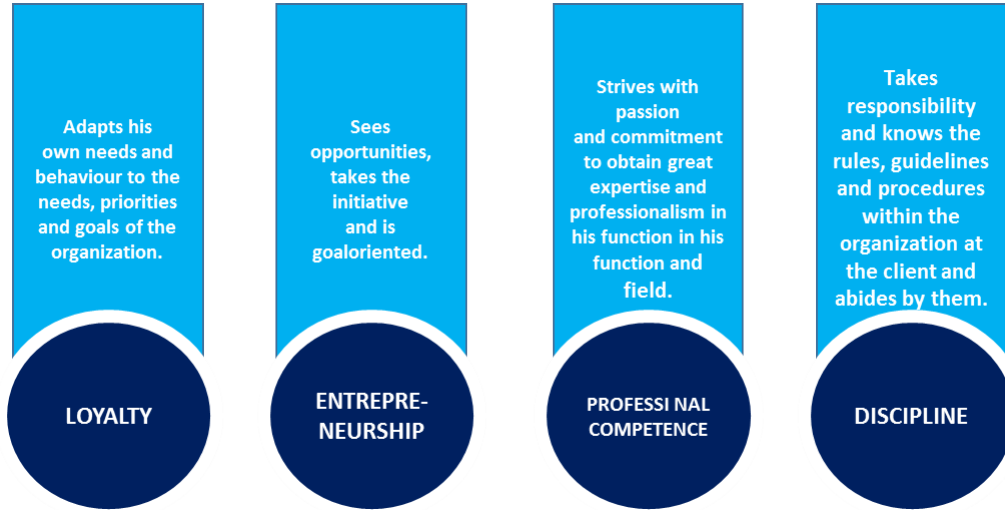 Adapts his
own needs and
behaviour to the
needs, priorities
and goals of the
organization.
LOYALTY
Sees
opportunities,
takes the
initiative
and is
goaloriented.
ENTREPRE-
NEURSHIP
Strives with
passion
and commitment
to obtain great
expertise and
professionalism in
his function in his
function and
field.
PROFESSI NAL
COMPETENCE
Takes
responsibility
and knows the
rules, guidelines
and procedures
within the
organization at
the client and
abides by them.
DISCIPLINE